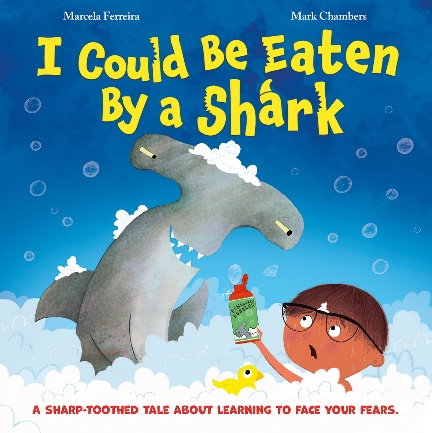 Marcela Ferreira
Mark Chambers
I Could Be Eaten
By a Shark
A SHARP-TOOTHED TALE ABOUT LEARNING TO FACE YOUR FEARS.